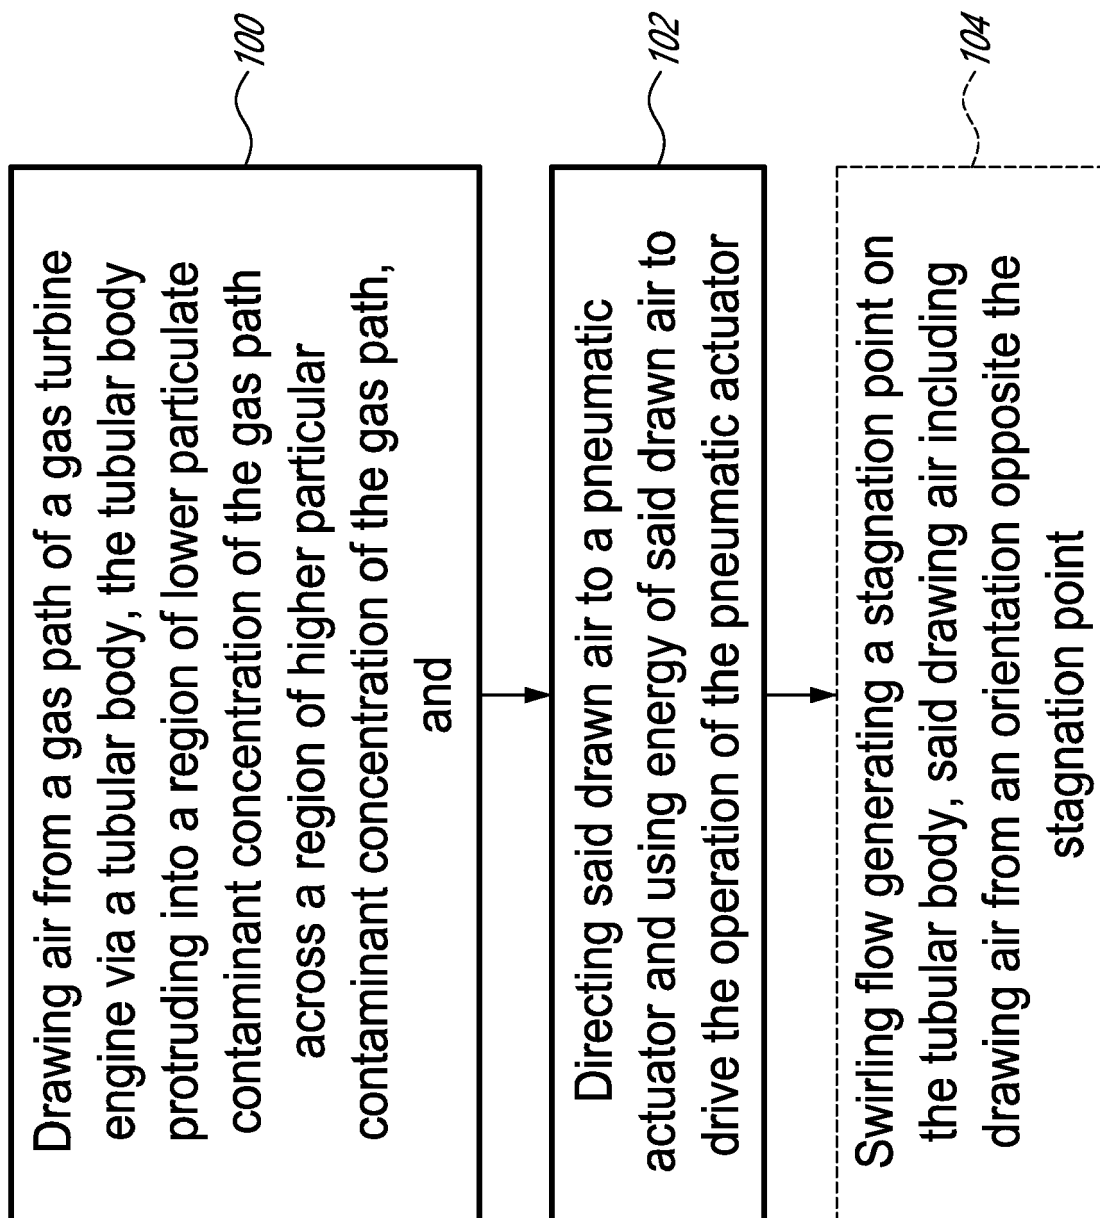 Drawing air from a gas path of a gas turbine
engine via a tubular body, the tubular body
protruding into a region of lower particulate
contaminant concentration of the gas path
across a region of higher particular
contaminant concentration of the gas path,
and
100
Directing said drawn air to a pneumatic
actuator and using energy of said drawn air to
drive the operation of the pneumatic actuator
102
Swirling flow generating a stagnation point on
the tubular body, said drawing air including
drawing air from an orientation opposite the
stagnation point
104